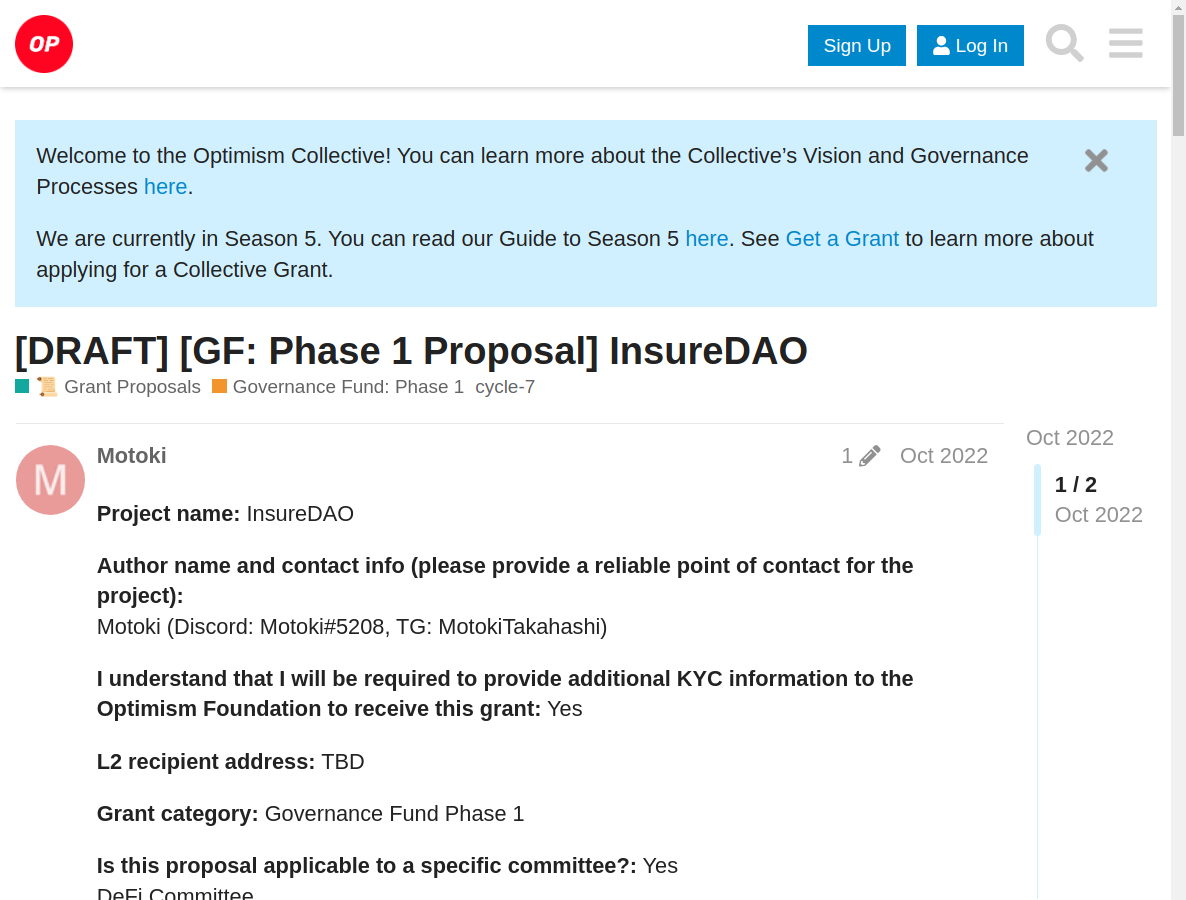 OP
Sign Up
Log In
Welcome to the Optimism Collective! You can learn more about the Collective’s Vision and Governance
Processes here.
We are currently in Season 5. You can read our Guide to Season 5 here. See Get a Grant to learn more about
applying for a Collective Grant.
[DRAFT] [GF: Phase 1 Proposal] InsureDAO
📜 Grant Proposals Governance Fund: Phase 1 cycle-7
M
Motoki 1 Oct 2022
Project name: InsureDAO
Author name and contact info (please provide a reliable point of contact for the
project):
Motoki (Discord: Motoki#5208, TG: MotokiTakahashi)
I understand that I will be required to provide additional KYC information to the
Optimism Foundation to receive this grant: Yes
L2 recipient address: TBD
Grant category: Governance Fund Phase 1
Is this proposal applicable to a specific committee?: Yes
DeFi Committee
Oct 2022
1 / 2
Oct 2022